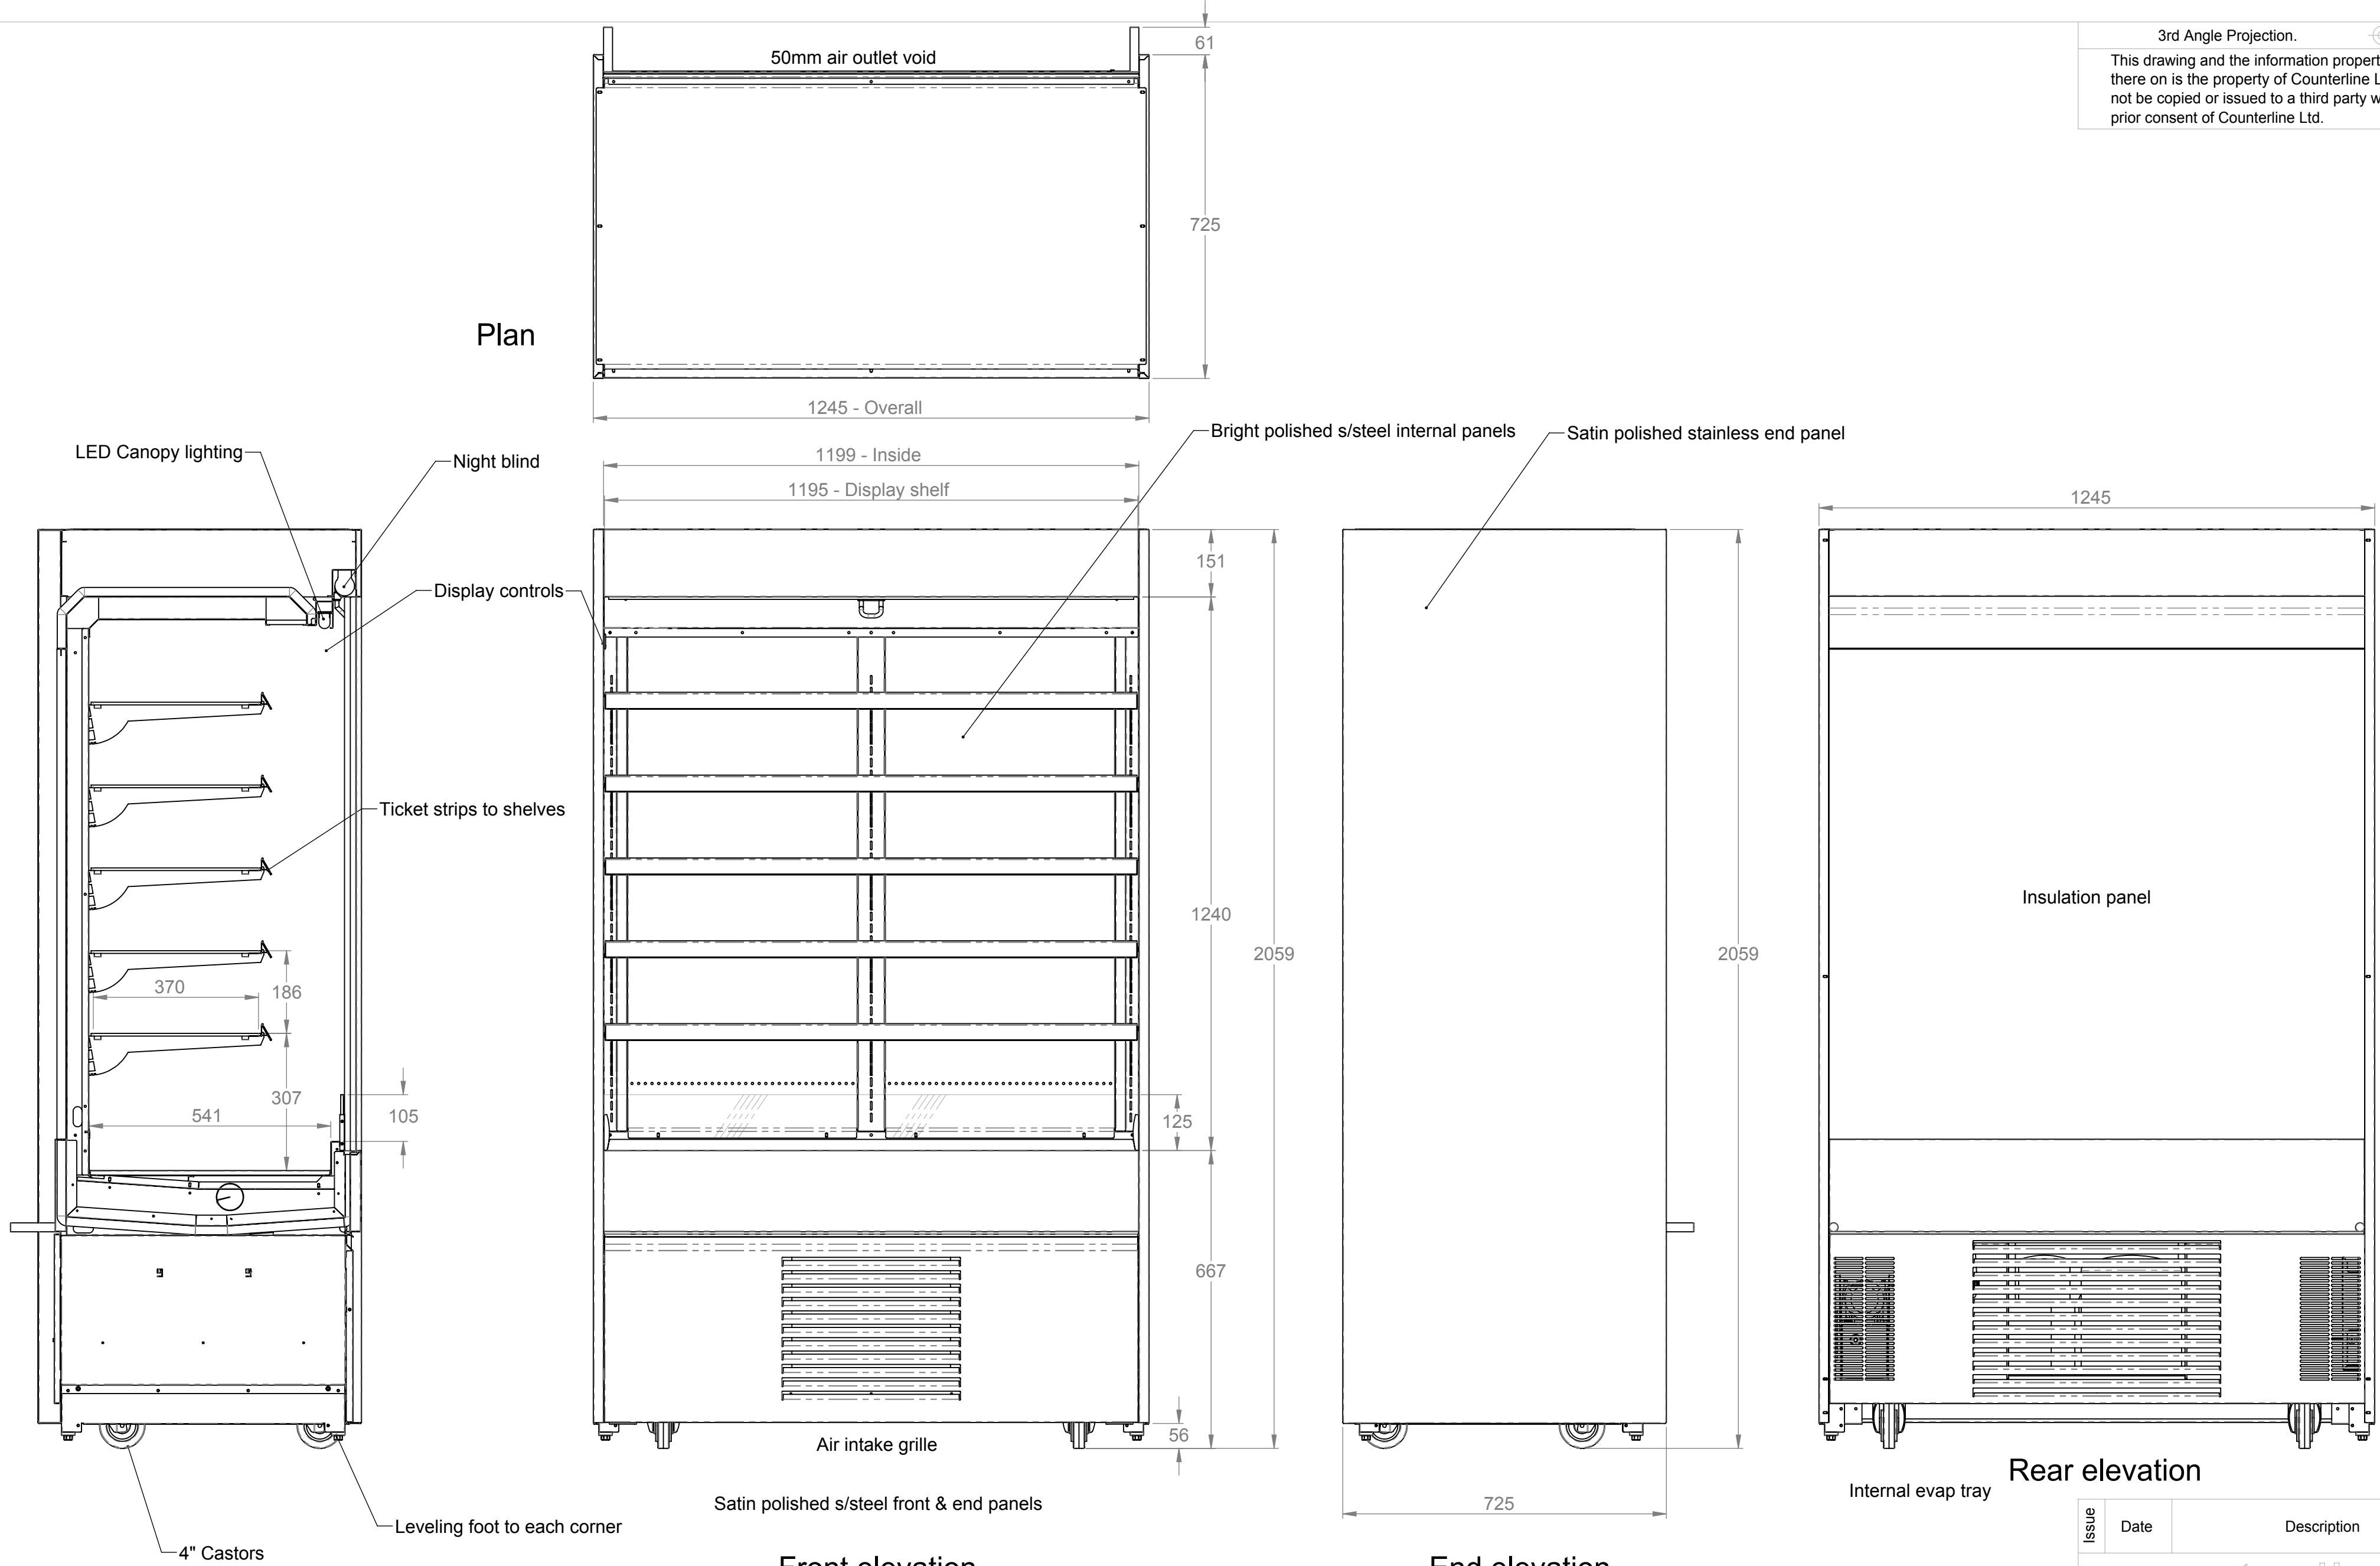 3rd Angle Projection.
This drawing and the information
there on is the property of Counterline
not be copied or issued to a third party
prior consent of Counterline Ltd.
61
50mm air outlet void
725
Plan
1245 - Overall
LED Canopy lighting
Night blind
1199 - Inside
1195 - Display shelf
Bright polished s/steel internal panels
Satin polished stainless end panel
1245
Display controls
151
Ticket strips to shelves
Insulation panel
1240
2059
2059
370
186
307
541
105
125
667
56
Air intake grille
Satin polished s/steel front & end panels
725
Rear elevation
Internal evap tray
Leveling foot to each corner
4" Castors
Front elevation
End elevation
Issue
Date
Description